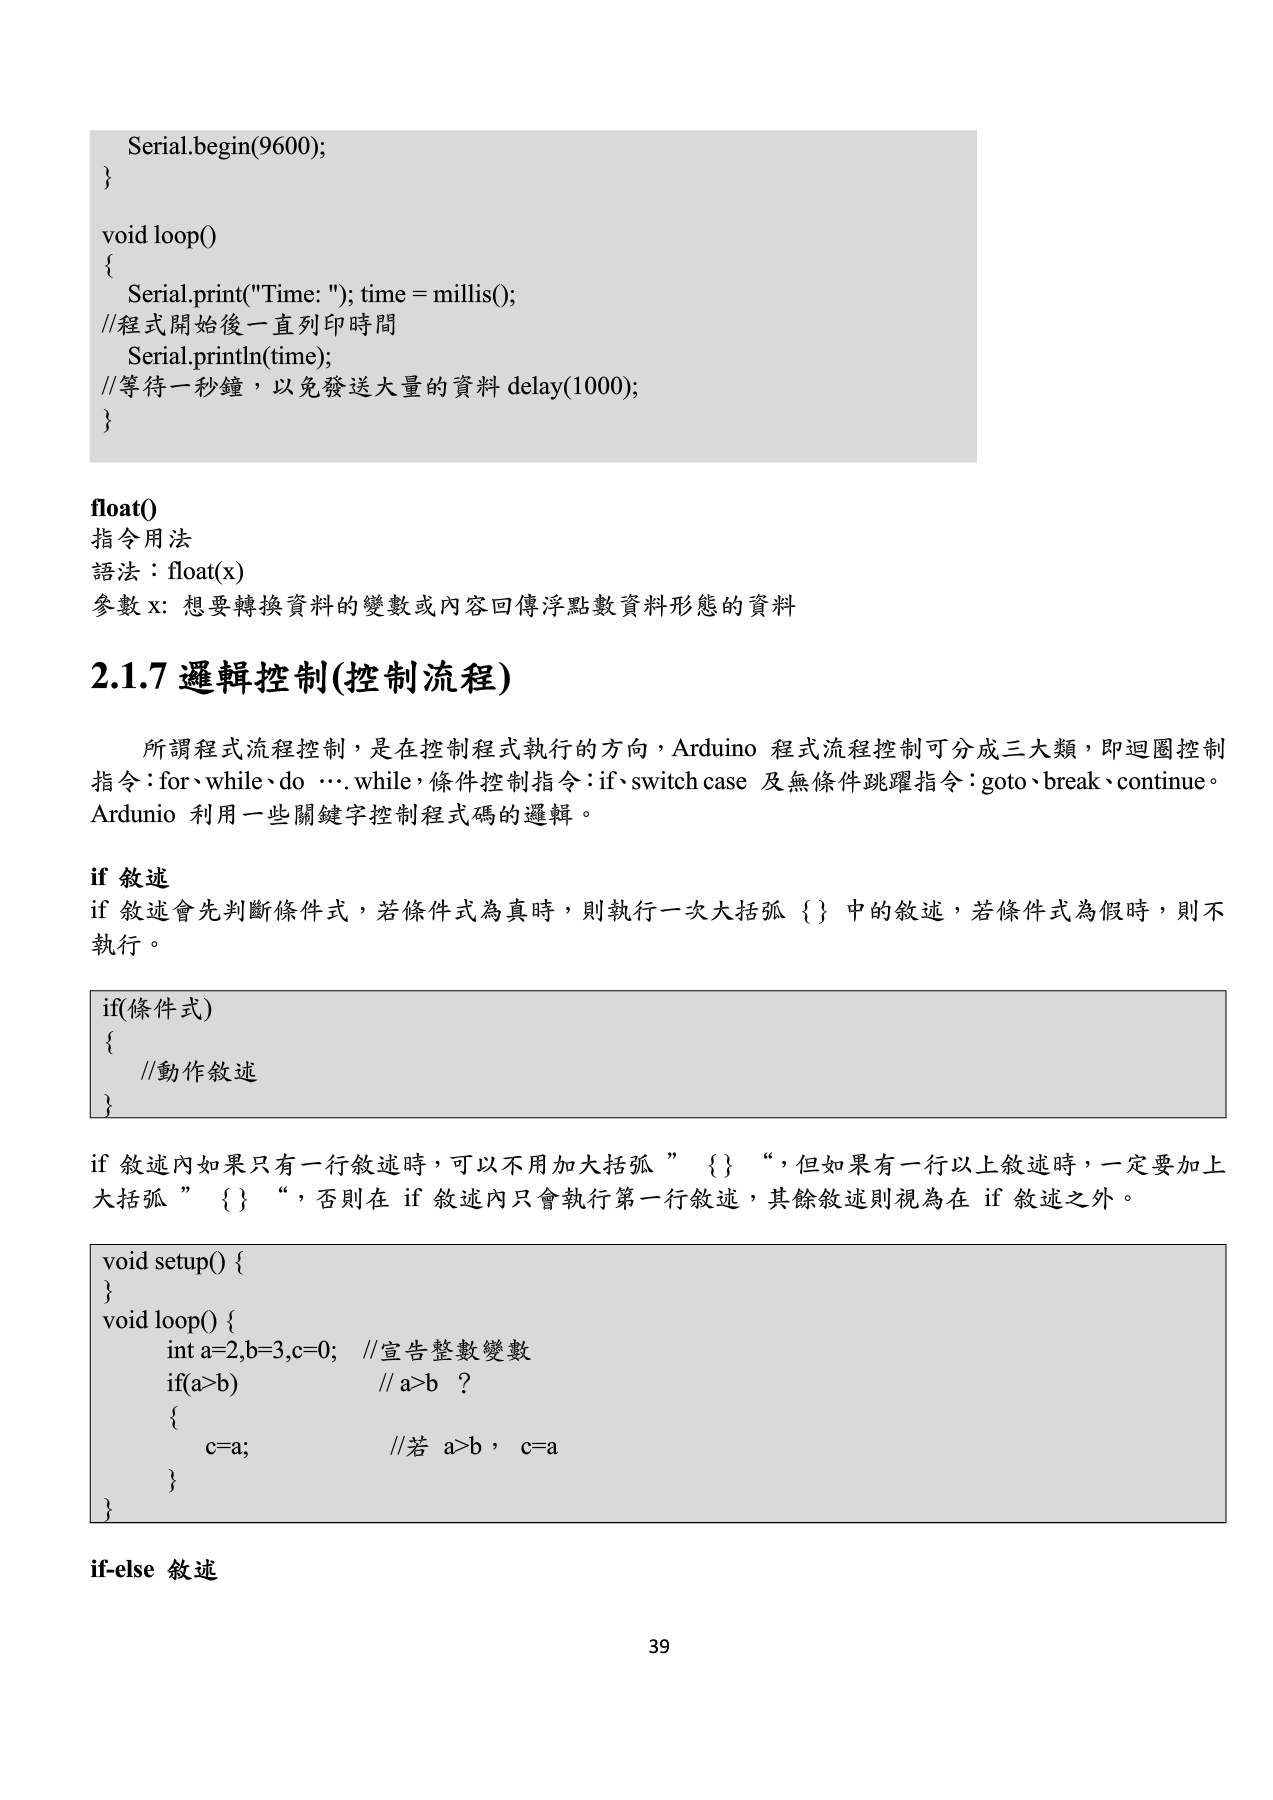 Serial.begin(9600);
}
void loop()
{
Serial.print("Time: "); time = millis();
//程式開始後一直列印時間
Serial.println(time);
//等待一秒鐘，以免發送大量的資料 delay(1000);
}
float()
指令用法
語法：float(x)
參數 x: 想要轉換資料的變數或內容回傳浮點數資料形態的資料
2.1.7 邏輯控制(控制流程)
所謂程式流程控制，是在控制程式執行的方向，Arduino 程式流程控制可分成三大類，即迴圈控制
指令：for、while、do ….while，條件控制指令：if、switch case 及無條件跳躍指令：goto、break、continue。
Ardunio 利用一些關鍵字控制程式碼的邏輯。
if 敘述
if 敘述會先判斷條件式，若條件式為真時，則執行一次大括弧 { } 中的敘述，若條件式為假時，則不
執行。
if(條件式)
{
//動作敘述
}
if 敘述內如果只有一行敘述時，可以不用加大括弧 ” { } “，但如果有一行以上敘述時，一定要加上
大括弧 ” { } “，否則在 if 敘述內只會執行第一行敘述，其餘敘述則視為在 if 敘述之外。
void setup() {
}
void loop() {
int a=2,b=3,c=0; //宣告整數變數
if(a>b) // a>b ？
{
c=a; //若 a>b， c=a
}
}
if-else 敘述
39